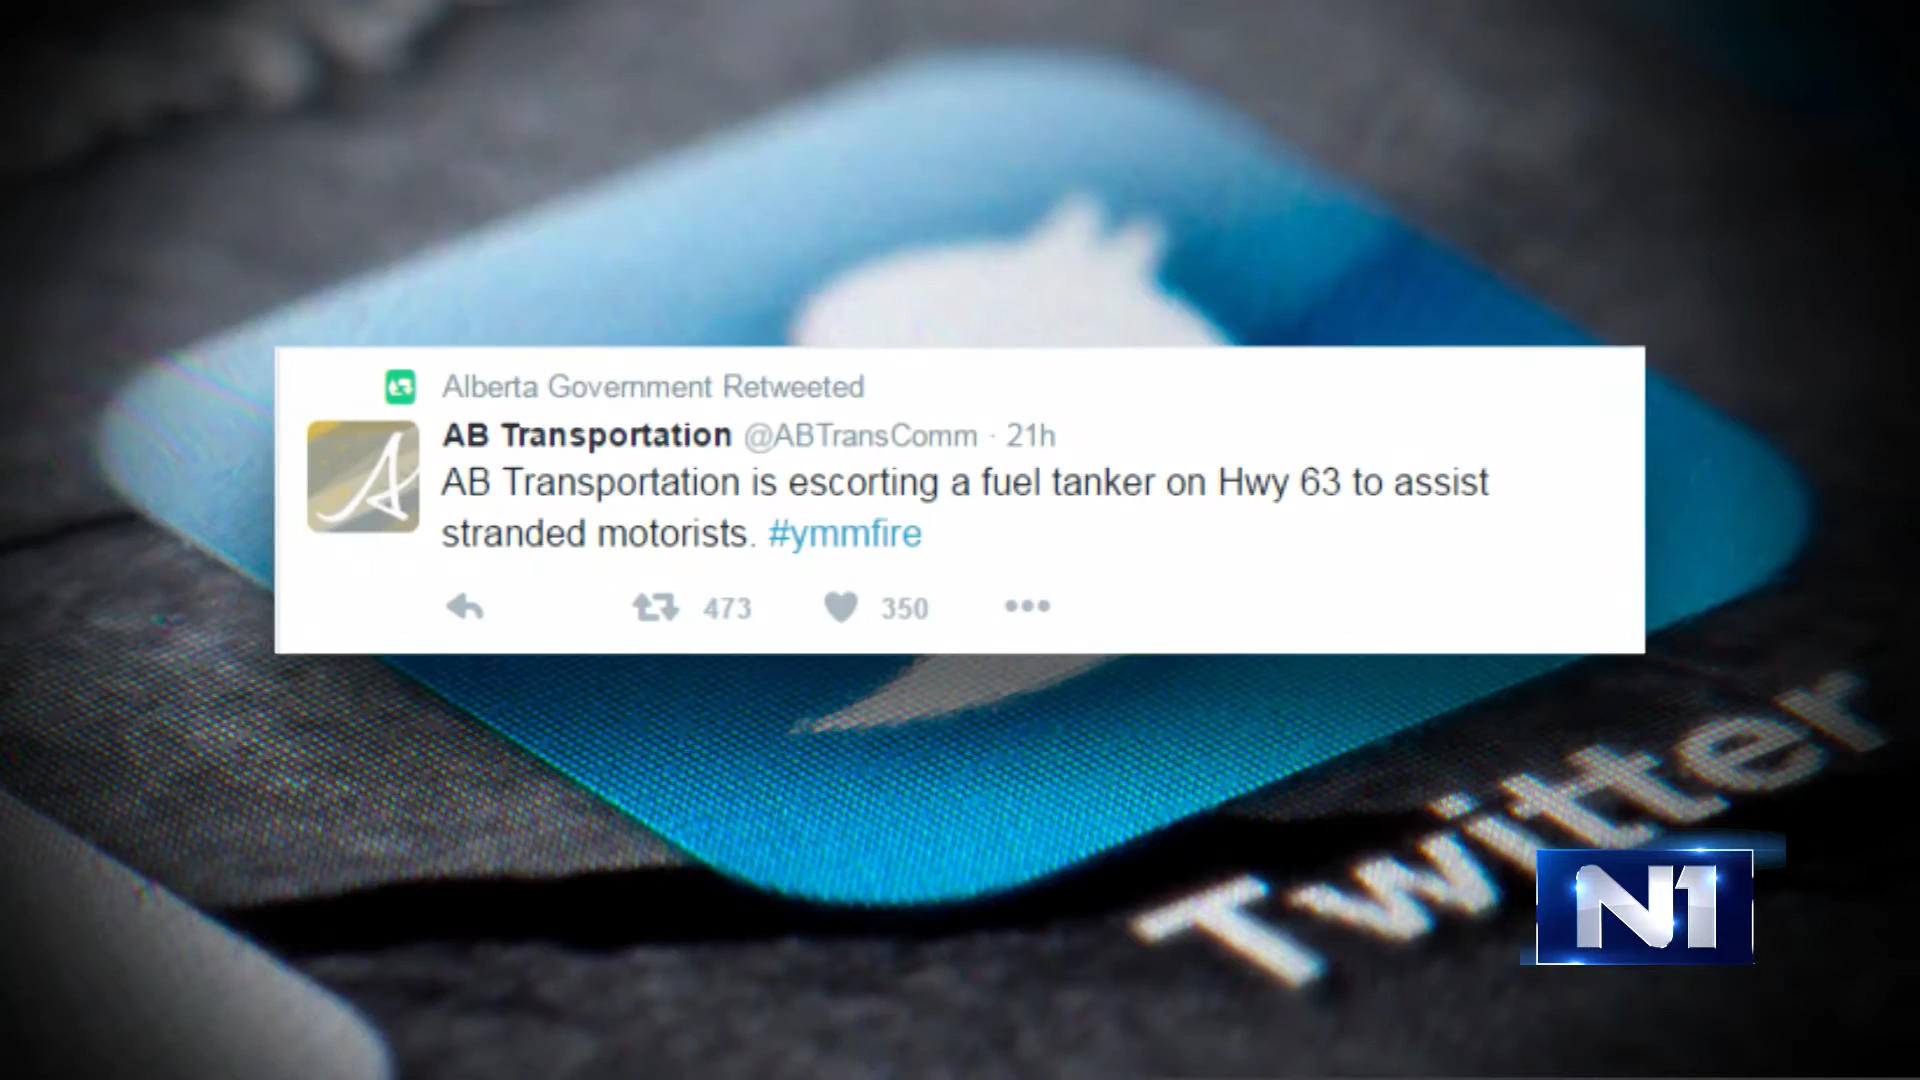 Alberta Government Retweeted
AB Transportation @ABTransComm · 21h
AB Transportation is escorting a fuel tanker on Hwy 63 to assist
stranded motorists. #ymmfire
473 350 •••
Twitter
N1